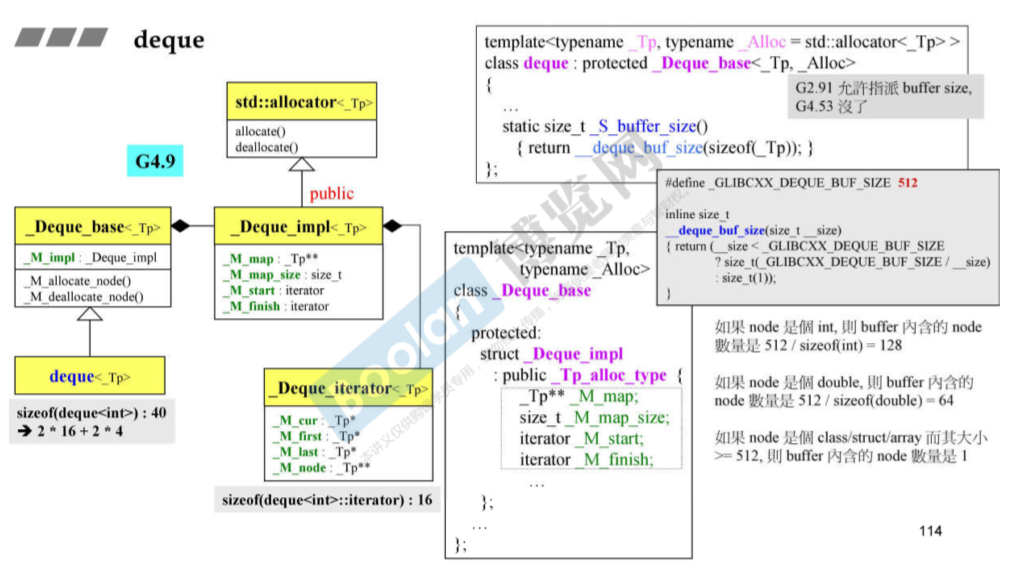 deque
std::allocator<_Tp>
allocate()
deallocate()
G4.9
public
_Deque_base<_Tp>
_M_impl : _Deque_impl
_M_allocate_node()
_M_deallocate_node()
_Deque_impl<_Tp>
_M_map : _Tp**
_M_map_size : size_t
_M_start : iterator
_M_finish : iterator
deque<_Tp>
sizeof(deque<int>) : 40
➔ 2 * 16 + 2 * 4
_Deque_iterator<_Tp>
_M_cur : _Tp*
_M_first : _Tp*
_M_last : _Tp*
_M_node : _Tp**
sizeof(deque<int>::iterator) : 16
template<typename _Tp, typename _Alloc = std::allocator<_Tp> >
class deque : protected _Deque_base<_Tp, _Alloc>
{
...
static size_t _S_buffer_size()
{ return __deque_buf_size(sizeof(_Tp)); }
};
G2.91 允許指派 buffer size,
G4.53 沒了
#define _GLIBCXX_DEQUE_BUF_SIZE 512
inline size_t
__deque_buf_size(size_t __size)
{ return (__size < _GLIBCXX_DEQUE_BUF_SIZE
? size_t(_GLIBCXX_DEQUE_BUF_SIZE / __size)
: size_t(1));
}
template<typename _Tp,
typename _Alloc>
class _Deque_base
{
protected:
struct _Deque_impl
: public _Tp_alloc_type {
_Tp** _M_map;
size_t _M_map_size;
iterator _M_start;
iterator _M_finish;
...
};
...
};
如果 node 是個 int, 則 buffer 內含的 node
數量是 512 / sizeof(int) = 128
如果 node 是個 double, 則 buffer 內含的
node 數量是 512 / sizeof(double) = 64
如果 node 是個 class/struct/array 而其大小
>= 512, 則 buffer 內含的 node 數量是 1
boolan
博览网
114